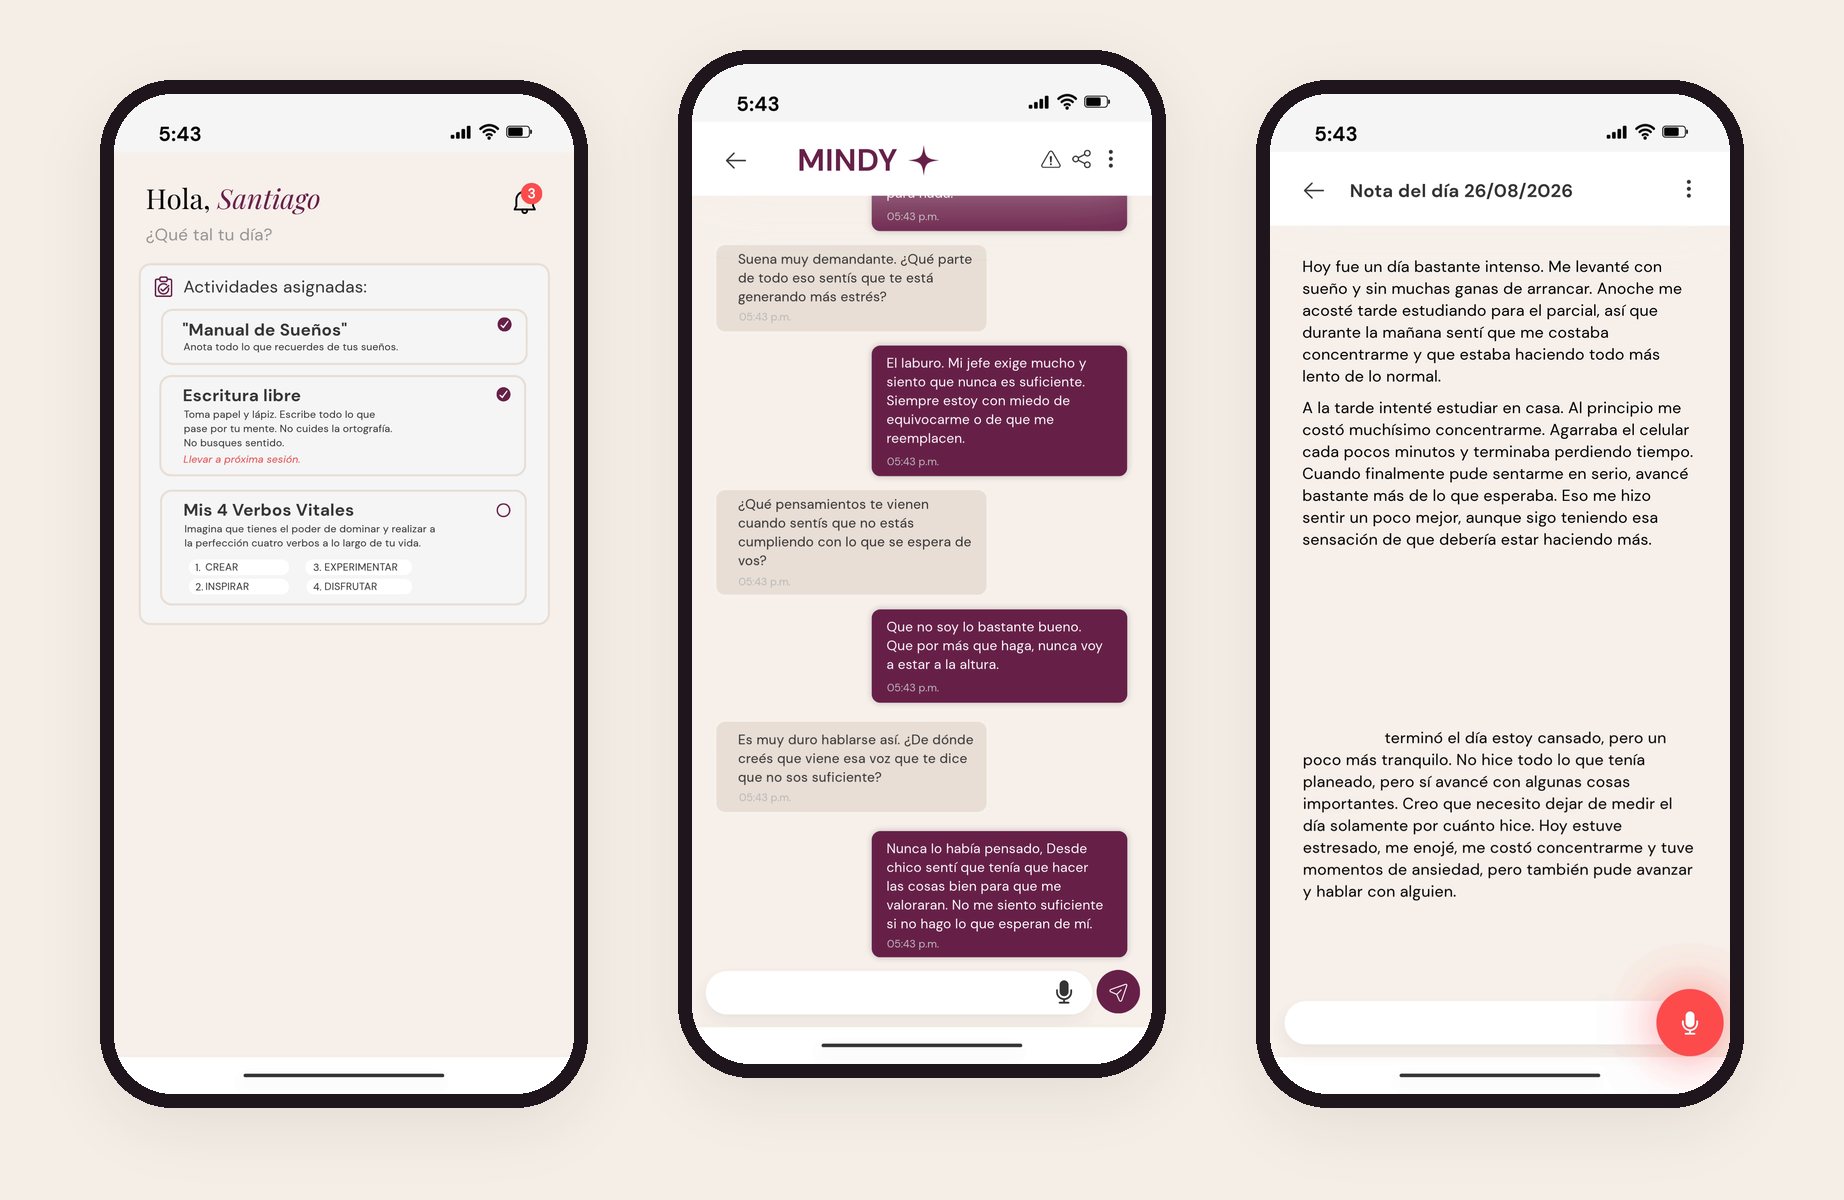 5:43
Hola, Santiago
3
¿Qué tal tu día?
Actividades asignadas:
"Manual de Sueños"
Anota todo lo que recuerdes de tus sueños.
Escritura libre
Toma papel y lápiz. Escribe todo lo que
pase por tu mente. No cuides la ortografía.
No busques sentido.
Llevar a próxima sesión.
Mis 4 Verbos Vitales
Imagina que tienes el poder de dominar y realizar a
la perfección cuatro verbos a lo largo de tu vida.
1. CREAR
2. INSPIRAR
3. EXPERIMENTAR
4. DISFRUTAR
5:43
MINDY
para nada.
05:43 p.m.
Suena muy demandante. ¿Qué parte
de todo eso sentís que te está
generando más estrés?
05:43 p.m.
El laburo. Mi jefe exige mucho y
siento que nunca es suficiente.
Siempre estoy con miedo de
equivocarme o de que me
reemplacen.
05:43 p.m.
¿Qué pensamientos te vienen
cuando sentís que no estás
cumpliendo con lo que se espera de
vos?
05:43 p.m.
Que no soy lo bastante bueno.
Que por más que haga, nunca voy
a estar a la altura.
05:43 p.m.
Es muy duro hablarse así. ¿De dónde
creés que viene esa voz que te dice
que no sos suficiente?
05:43 p.m.
Nunca lo había pensado, Desde
chico sentí que tenía que hacer
las cosas bien para que me
valoraran. No me siento suficiente
si no hago lo que esperan de mí.
05:43 p.m.
5:43
Nota del día 26/08/2026
Hoy fue un día bastante intenso. Me levanté con
sueño y sin muchas ganas de arrancar. Anoche me
acosté tarde estudiando para el parcial, así que
durante la mañana sentí que me costaba
concentrarme y que estaba haciendo todo más
lento de lo normal.
A la tarde intenté estudiar en casa. Al principio me
costó muchísimo concentrarme. Agarraba el celular
cada pocos minutos y terminaba perdiendo tiempo.
Cuando finalmente pude sentarme en serio, avancé
bastante más de lo que esperaba. Eso me hizo
sentir un poco mejor, aunque sigo teniendo esa
sensación de que debería estar haciendo más.
terminó el día estoy cansado, pero un
poco más tranquilo. No hice todo lo que tenía
planeado, pero sí avancé con algunas cosas
importantes. Creo que necesito dejar de medir el
día solamente por cuánto hice. Hoy estuve
estresado, me enojé, me costó concentrarme y tuve
momentos de ansiedad, pero también pude avanzar
y hablar con alguien.